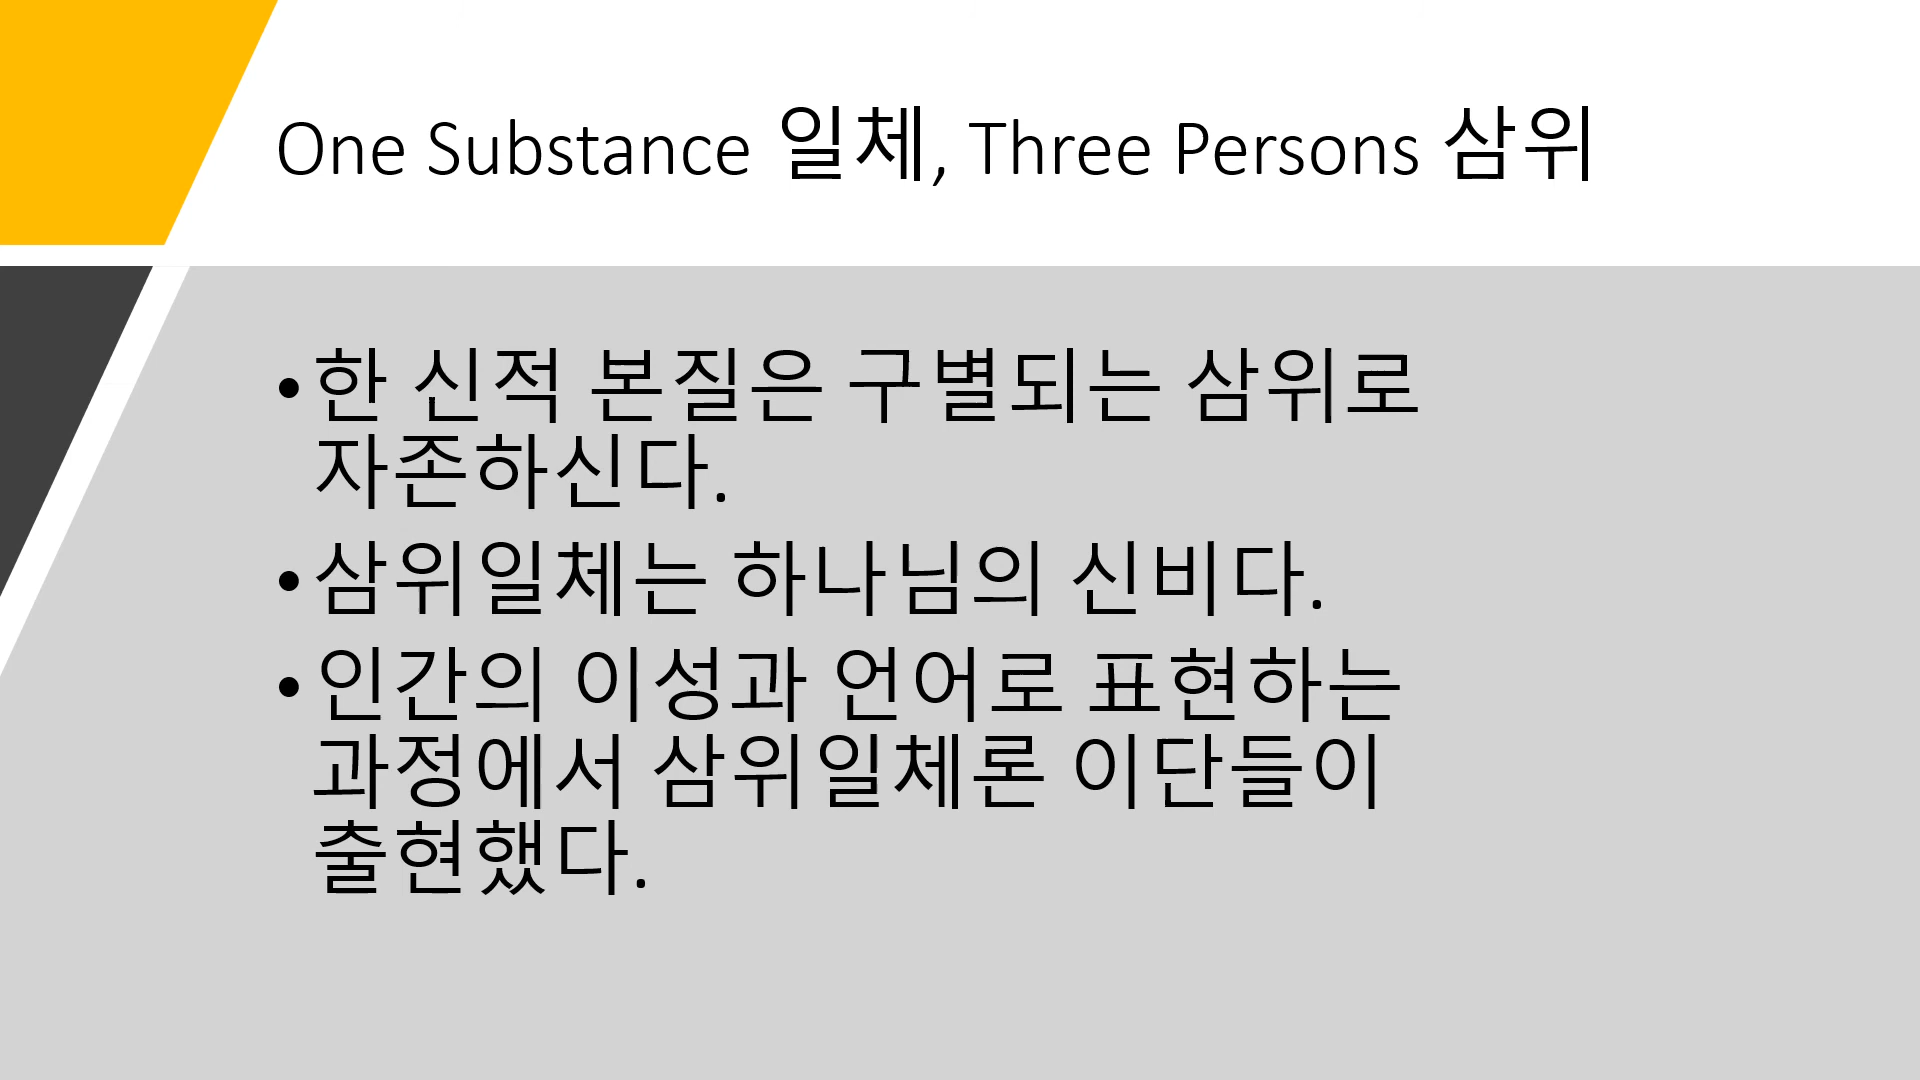 One Substance 일체, Three Persons 삼위
•한 신적 본질은 구별되는 삼위로
자존하신다.
•삼위일체는 하나님의 신비다.
•인간의 이성과 언어로 표현하는
과정에서 삼위일체론 이단들이
출현했다.